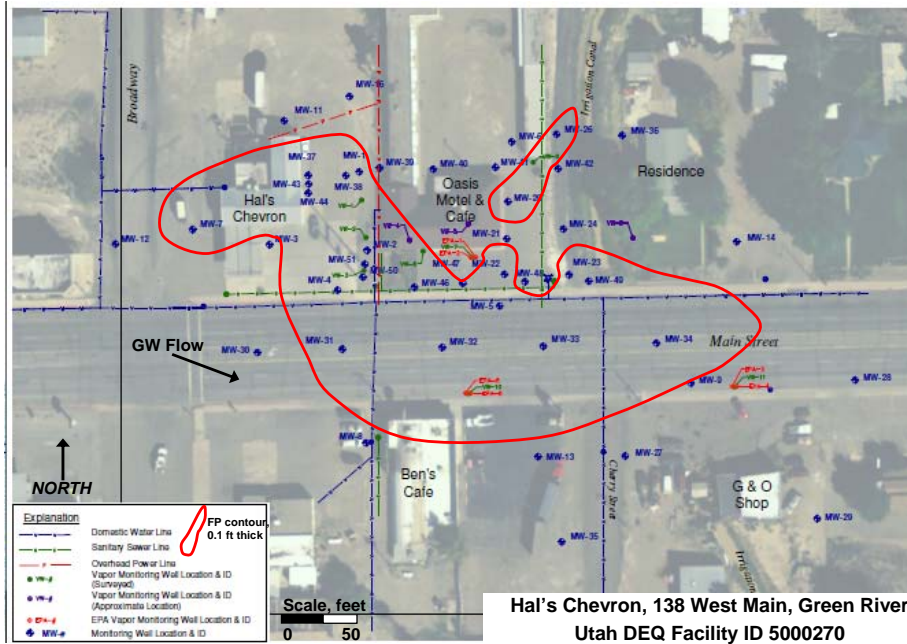 Broadway
MW-16
MW-11
Irrigation Canal
MW-26
MW-36
MW-37
MW-39
MW-40
MW-42
MW-43
MW-38
MW-44
Hal's
Chevron
Oasis
Motel &
Cafe
Residence
MW-7
MW-12
MW-3
MW-2
MW-21
MW-24
MW-14
MW-51
MW-50
MW-47
MW-22
MW-23
MW-4
MW-46
MW-48
MW-49
MW-5
GW Flow
MW-30
MW-31
MW-32
MW-33
MW-34
Main Street
MW-9
MW-28
MW-8
MW-13
MW-27
Ben's
Cafe
Cherry Street
G & O
Shop
MW-29
MW-35
NORTH
Explanation
Domestic Water Line
Sanitary Sewer Line
Overhead Power Line
VW-# Vapor Monitoring Well Location & ID
(Surveyed)
VW-# Vapor Monitoring Well Location & ID
(Approximate Location)
EPA-# EPA Vapor Monitoring Well Location & ID
MW-# Monitoring Well Location & ID
FP contour,
0.1 ft thick
Scale, feet
0 50
Hal's Chevron, 138 West Main, Green River
Utah DEQ Facility ID 5000270